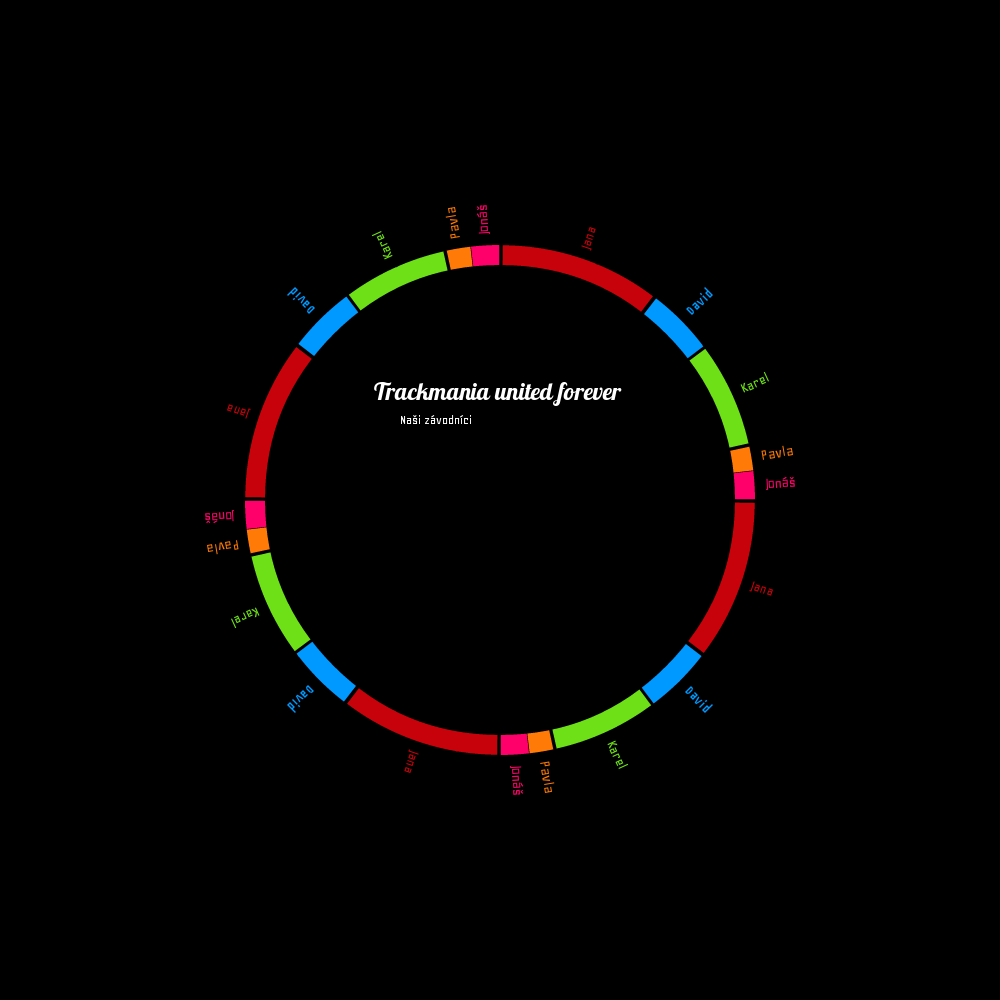 Trackmania united forever
Naši závodníci
Jana
David
Karel
Pavla
Jonáš
Jana
David
Karel
Pavla
Jonáš
Jana
David
Karel
Pavla
Jonáš
Jana
David
Karel
Pavla
Jonáš